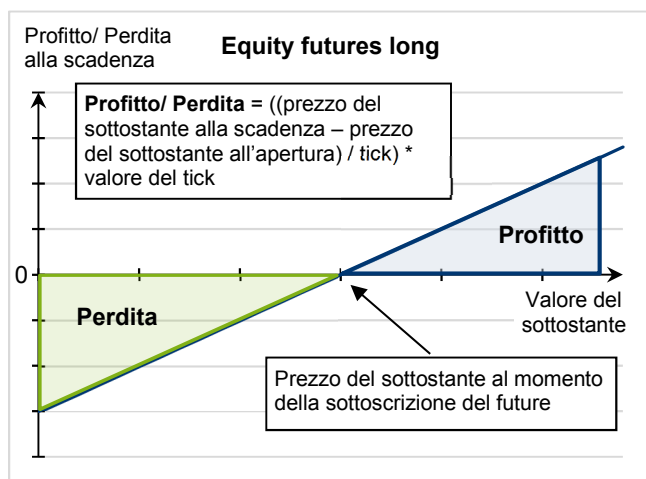 Profitto/ Perdita
alla scadenza
Equity futures long
Profitto/ Perdita = ((prezzo del
sottostante alla scadenza – prezzo
del sottostante all’apertura) / tick) *
valore del tick
0
Profitto
Perdita
Valore del
sottostante
Prezzo del sottostante al momento
della sottoscrizione del future